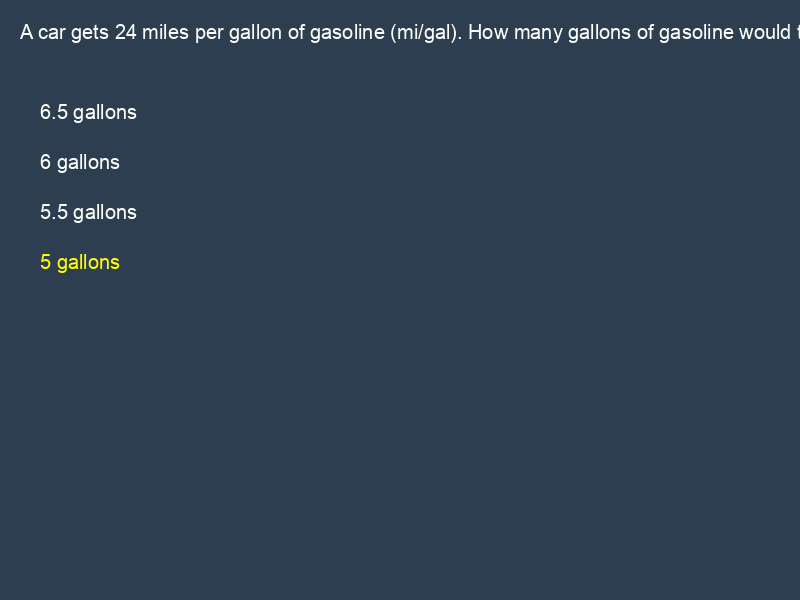 A car gets 24 miles per gallon of gasoline (mi/gal). How many gallons of gasoline would
6.5 gallons
6 gallons
5.5 gallons
5 gallons